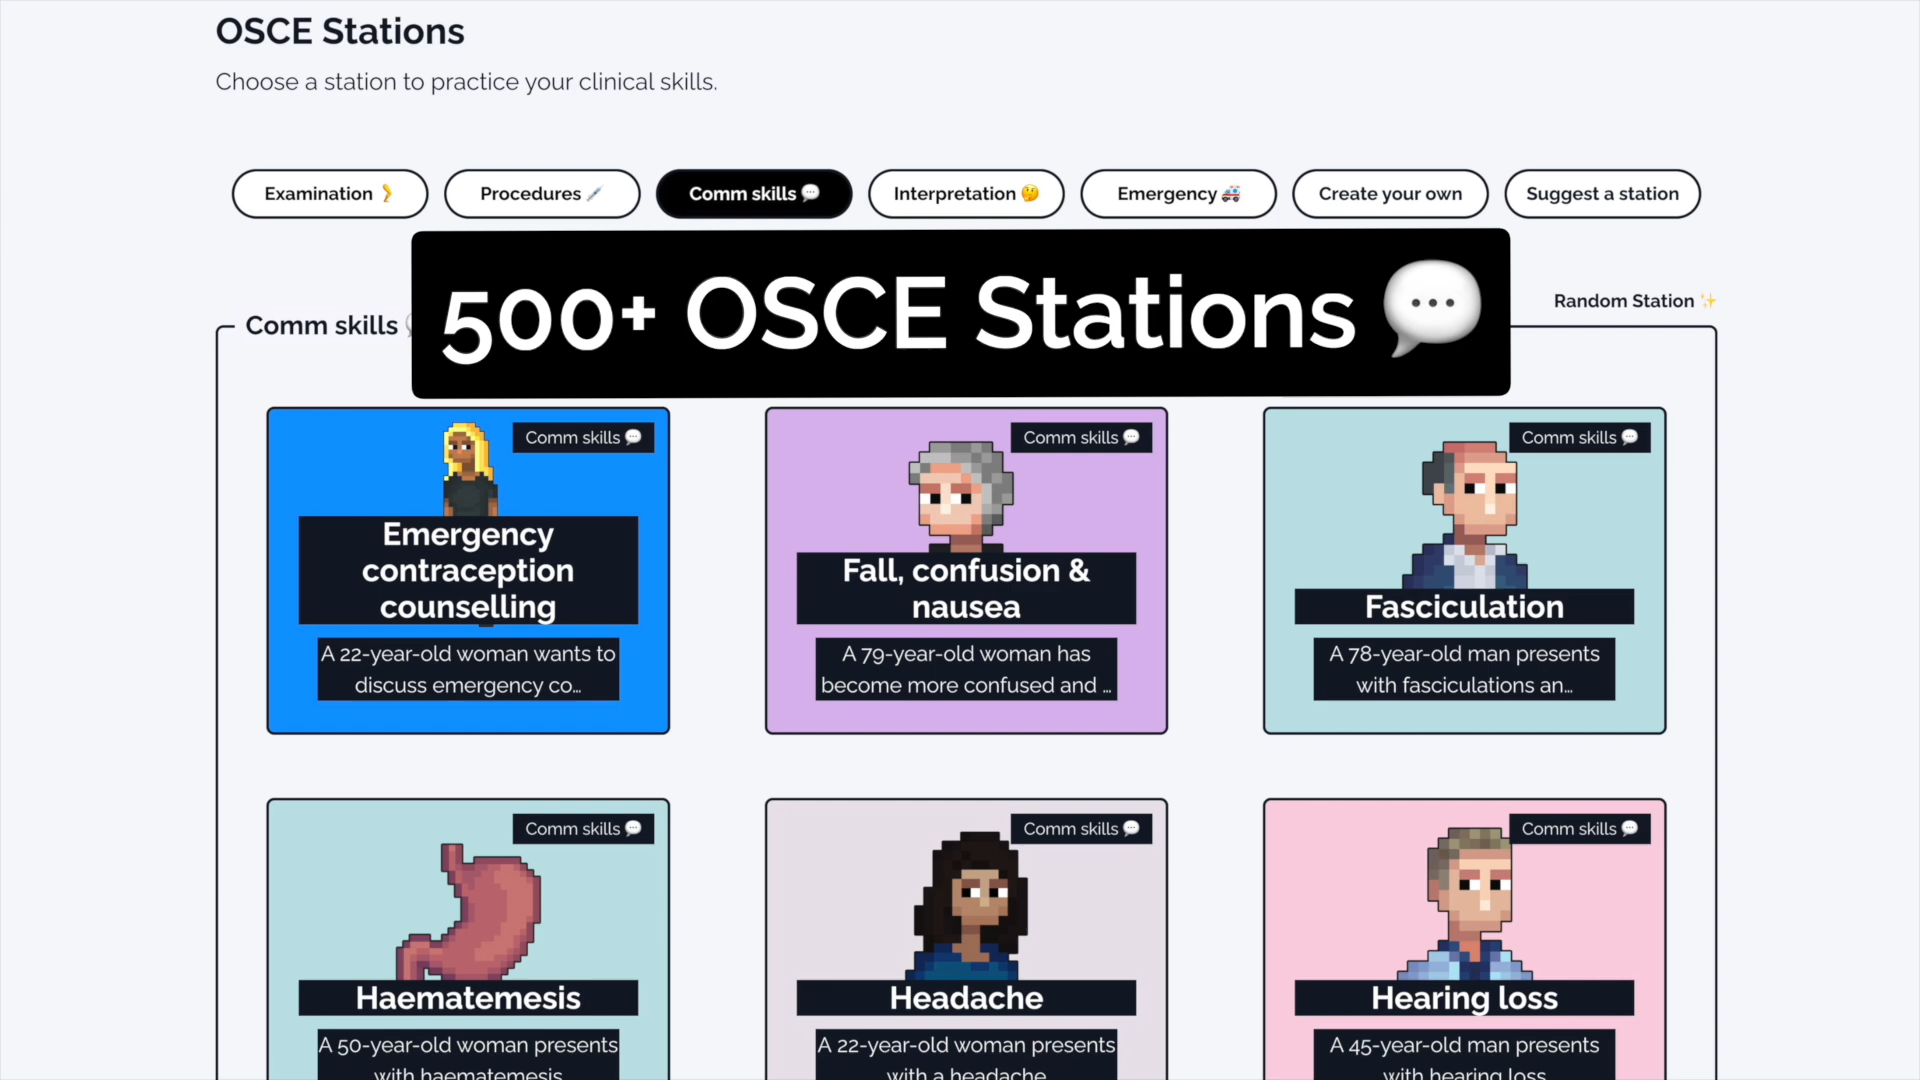 OSCE Stations
Choose a station to practice your clinical skills.
Examination
Procedures
Comm skills
Interpretation
Emergency
Create your own
Suggest a station
500+ OSCE Stations
Random Station
Comm skills
Comm skills
Emergency
contraception
counselling
A 22-year-old woman wants to
discuss emergency co...
Comm skills
Fall, confusion &
nausea
A 79-year-old woman has
become more confused and ...
Comm skills
Fasciculation
A 78-year-old man presents
with fasciculations an...
Comm skills
Haematemesis
A 50-year-old woman presents
with haematemesis
Comm skills
Headache
A 22-year-old woman presents
with a headache
Comm skills
Hearing loss
A 45-year-old man presents
with hearing loss